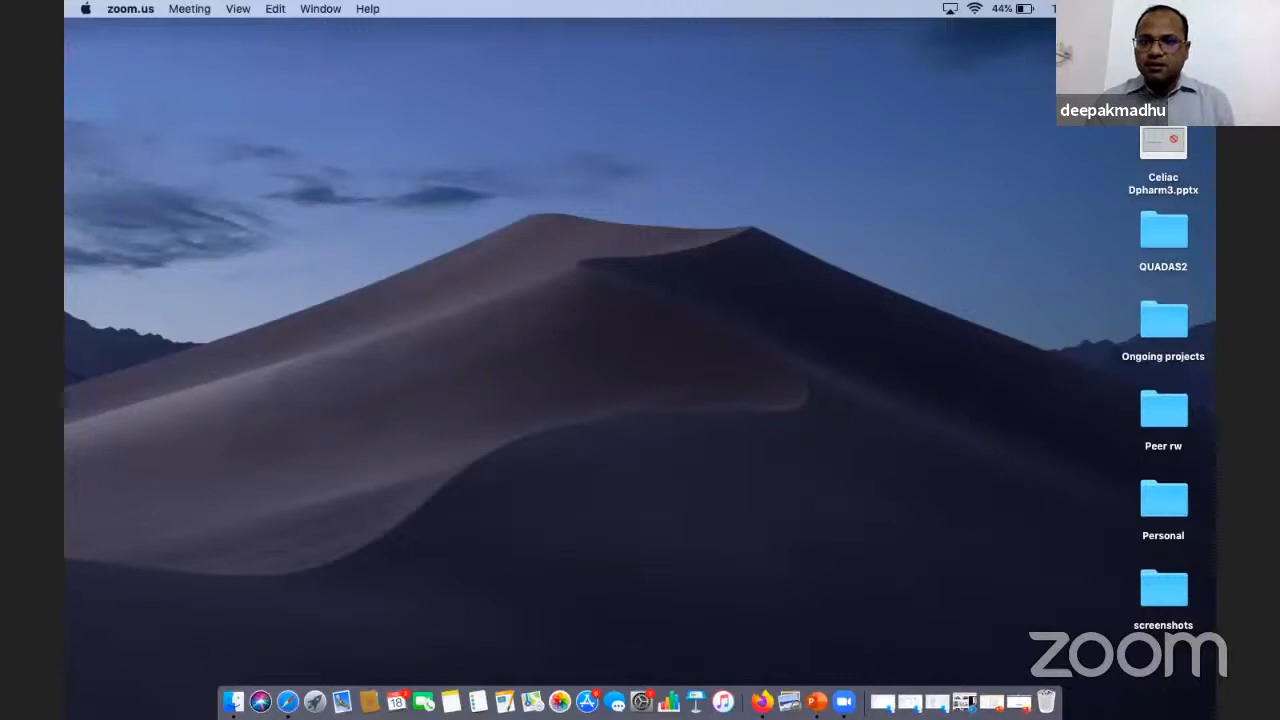 zoom.us Meeting View Edit Window Help 44%
deepakmadhu
Celiac
Dpharm3.pptx
QUADAS2
Ongoing projects
Peer rw
Personal
screenshots
zoom
18